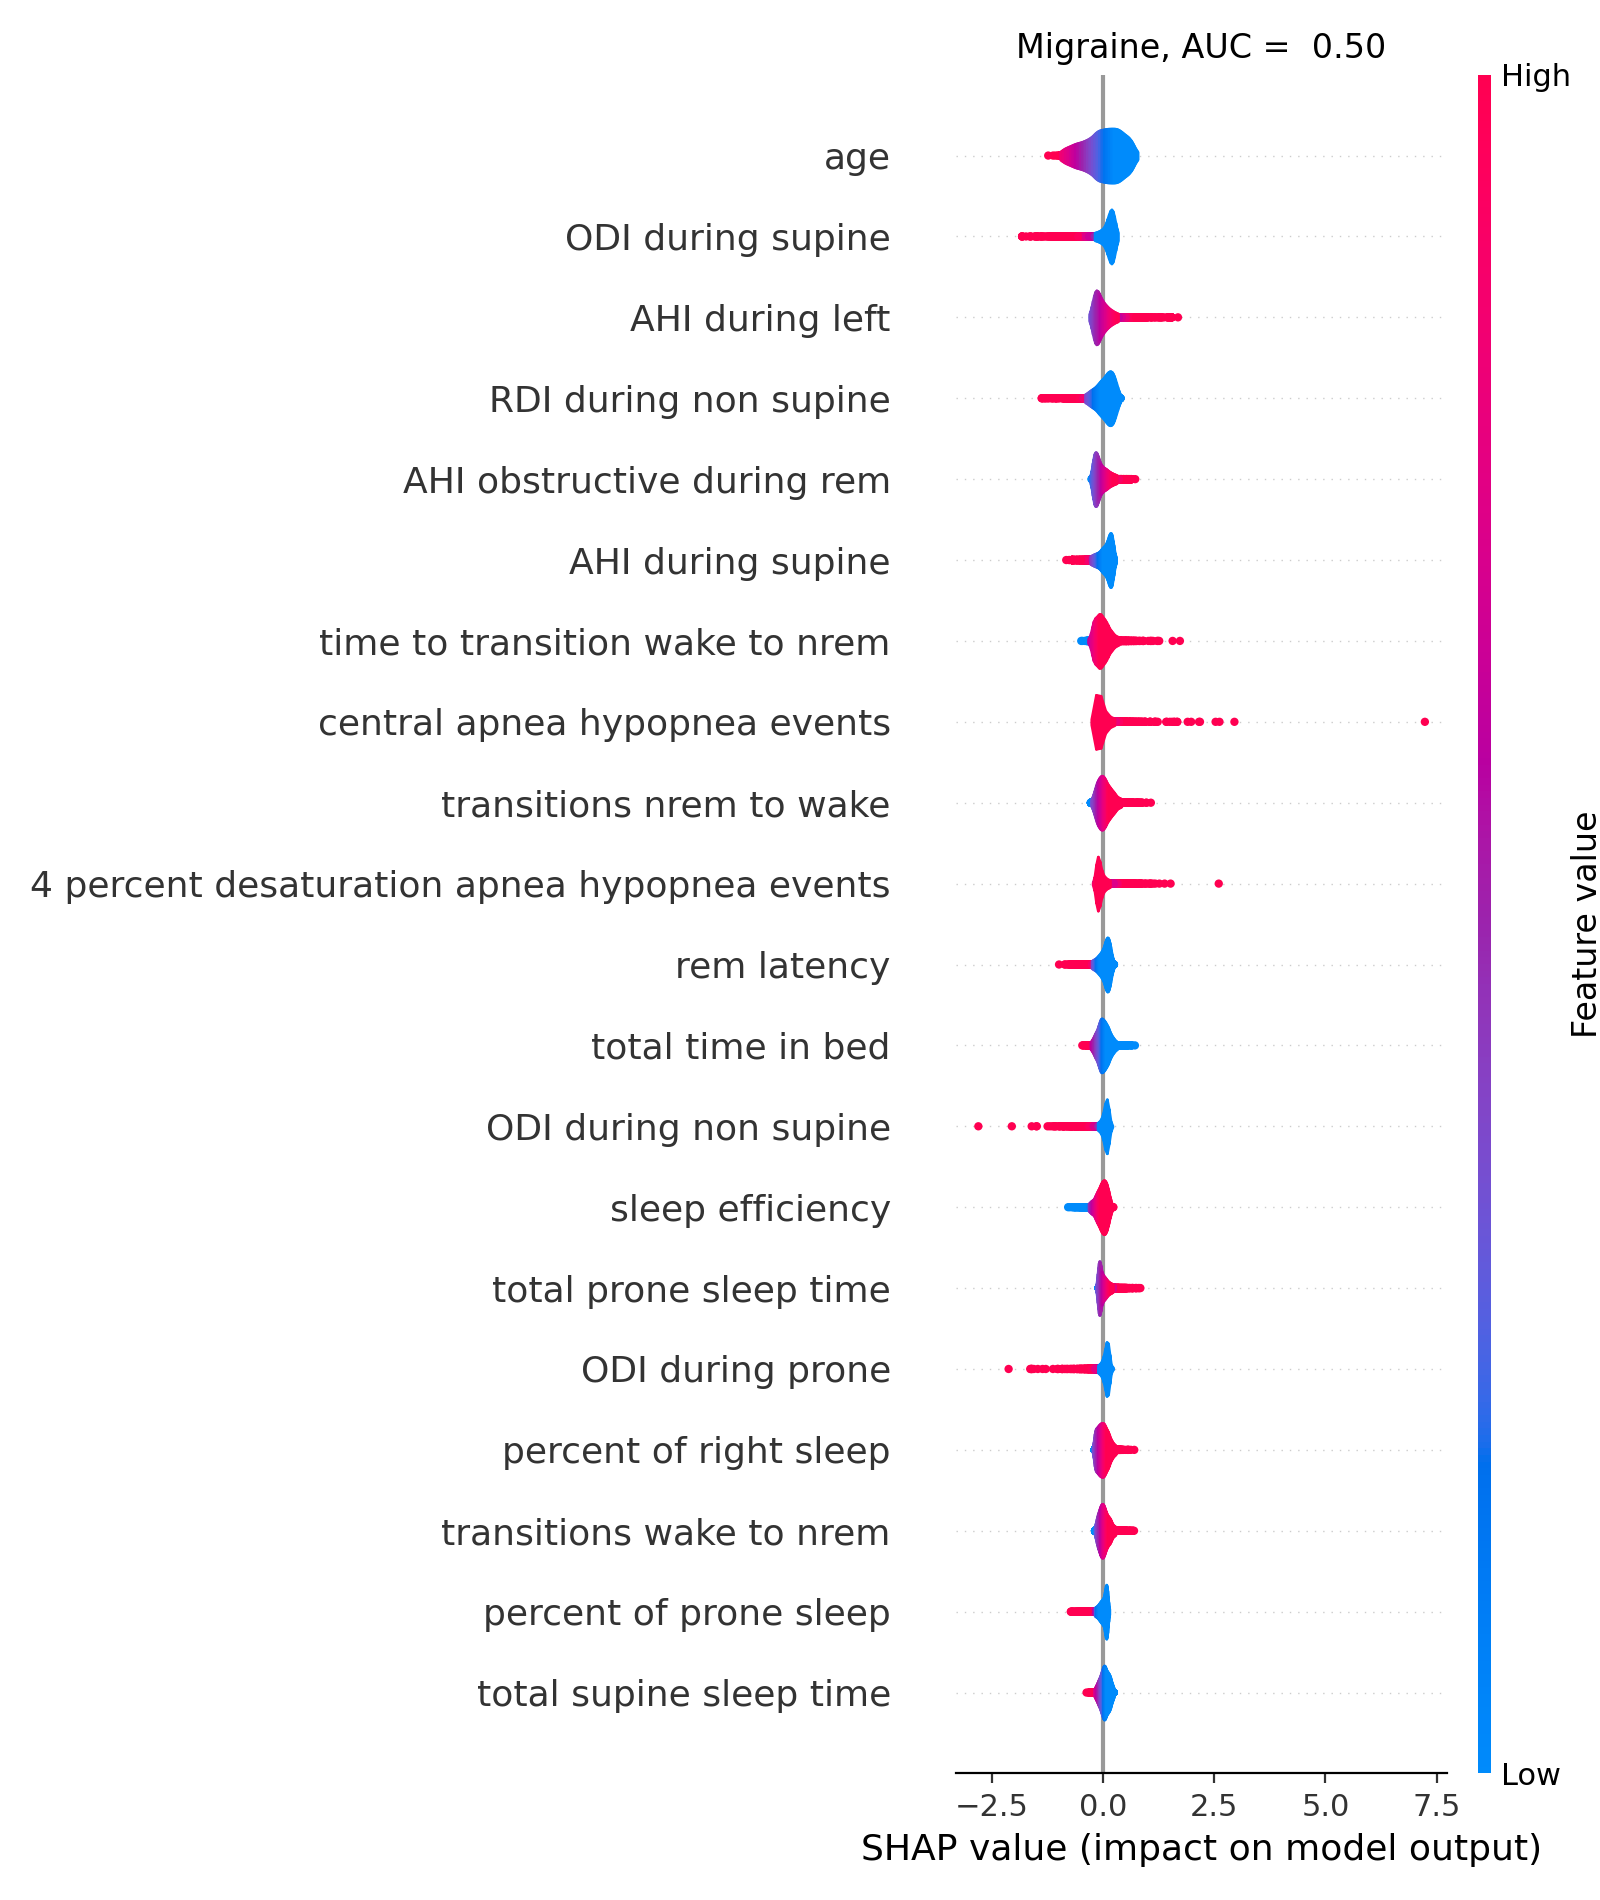 Migraine, AUC =  0.50
High
age
ODI during supine
AHI during left
RDI during non supine
AHI obstructive during rem
AHI during supine
time to transition wake to nrem
central apnea hypopnea events
transitions nrem to wake
4 percent desaturation apnea hypopnea events
rem latency
total time in bed
ODI during non supine
sleep efficiency
total prone sleep time
ODI during prone
percent of right sleep
transitions wake to nrem
percent of prone sleep
total supine sleep time
Feature value
Low
−2.5 0.0 2.5 5.0 7.5
SHAP value (impact on model output)